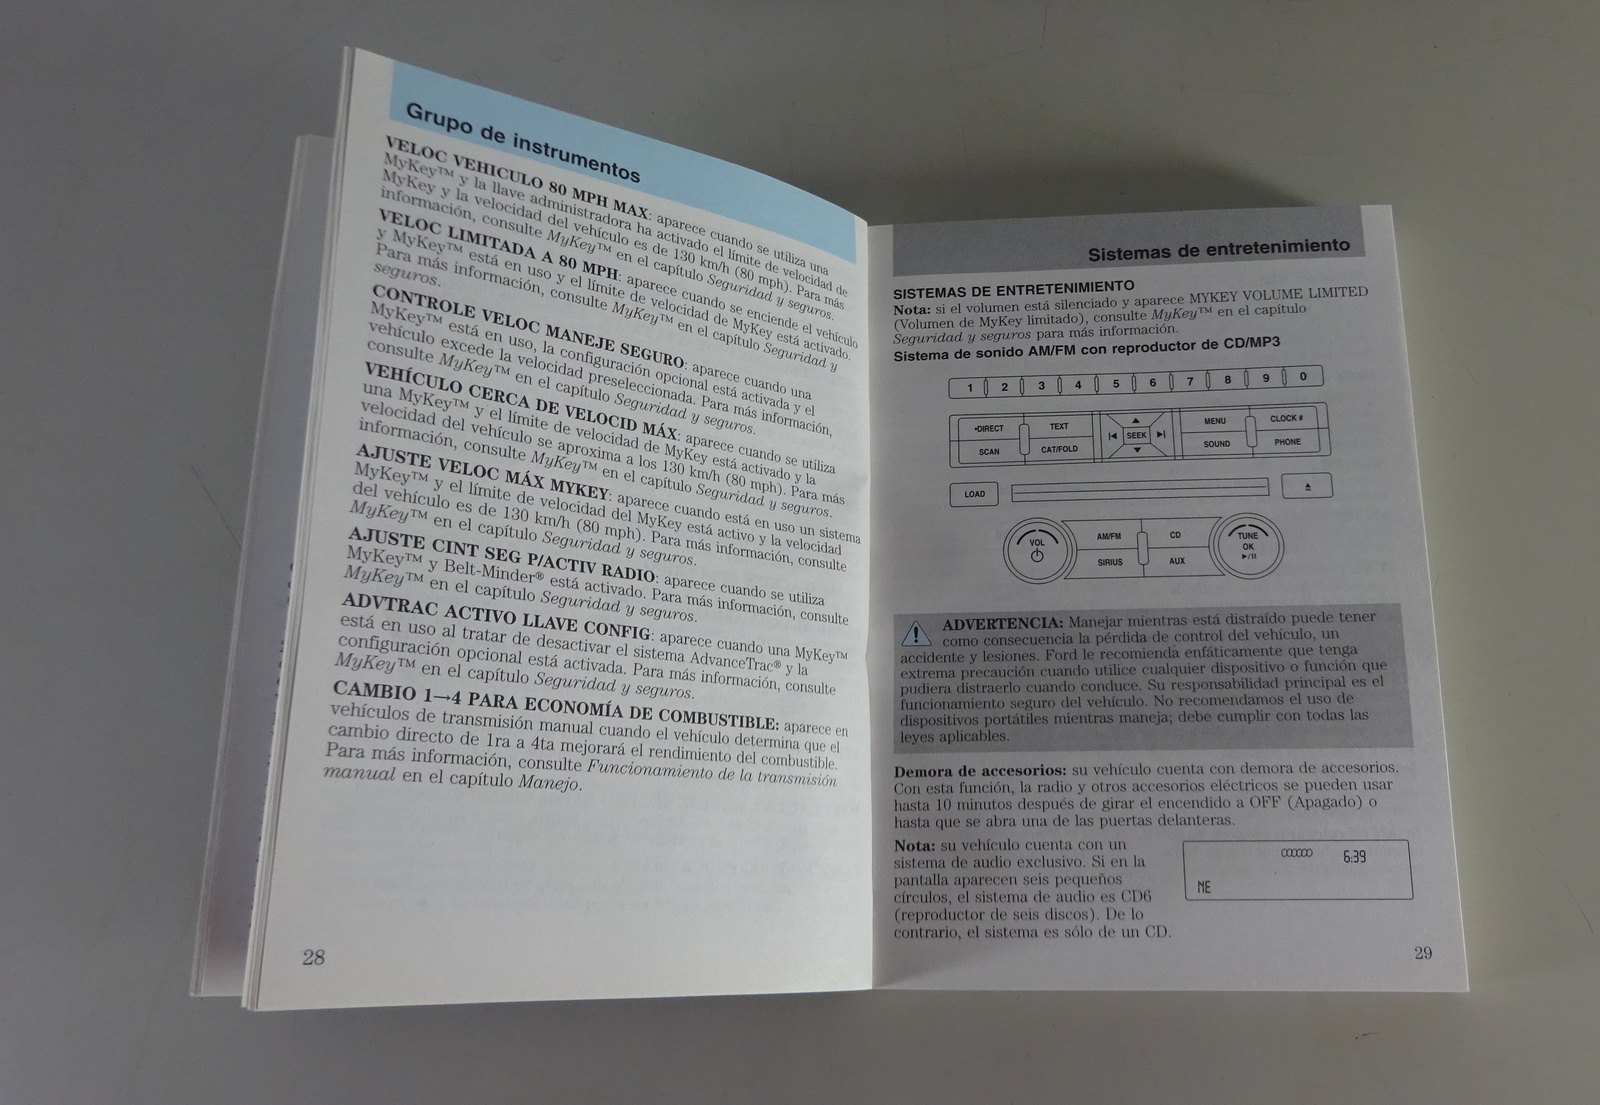 Grupo de instrumentos
VELOC VEHICULO 80 MPH MAX: aparece cuando se utiliza una
MyKey™ y la llave administradora ha activado el límite de velocidad de
MyKey y la velocidad del vehículo es de 130 km/h (80 mph). Para más
información, consulte MyKey™ en el capítulo Seguridad y seguros.
VELOC LIMITADA A 80 MPH: aparece cuando se enciende el vehículo
y MyKey™ está en uso y el límite de velocidad de MyKey está activado.
Para más información, consulte MyKey™ en el capítulo Seguridad y
seguros.
CONTROLE VELOC MANEJE SEGURO: aparece cuando una
MyKey™ está en uso, la configuración opcional está activada y el
vehículo excede la velocidad preseleccionada. Para más información,
consulte MyKey™ en el capítulo Seguridad y seguros.
VEHÍCULO CERCA DE VELOCID MÁX: aparece cuando se utiliza
una MyKey™ y el límite de velocidad de MyKey está activado y la
velocidad del vehículo se aproxima a los 130 km/h (80 mph). Para más
información, consulte MyKey™ en el capítulo Seguridad y seguros.
AJUSTE VELOC MÁX MYKEY: aparece cuando está en uso un sistema
MyKey™ y el límite de velocidad del MyKey está activo y la velocidad
del vehículo es de 130 km/h (80 mph). Para más información, consulte
MyKey™ en el capítulo Seguridad y seguros.
AJUSTE CINT SEG P/ACTIV RADIO: aparece cuando se utiliza
MyKey™ y Belt-Minder® está activado. Para más información, consulte
MyKey™ en el capítulo Seguridad y seguros.
ADVTRAC ACTIVO LLAVE CONFIG: aparece cuando una MyKey™
está en uso al tratar de desactivar el sistema AdvanceTrac® y la
configuración opcional está activada. Para más información, consulte
MyKey™ en el capítulo Seguridad y seguros.
CAMBIO 1→4 PARA ECONOMÍA DE COMBUSTIBLE: aparece en
vehículos de transmisión manual cuando el vehículo determina que el
cambio directo de 1ra a 4ta mejorará el rendimiento del combustible.
Para más información, consulte Funcionamiento de la transmisión
manual en el capítulo Manejo.
28
Sistemas de entretenimiento
SISTEMAS DE ENTRETENIMIENTO
Nota: si el volumen está silenciado y aparece MYKEY VOLUME LIMITED
(Volumen de MyKey limitado), consulte MyKey™ en el capítulo
Seguridad y seguros para más información.
Sistema de sonido AM/FM con reproductor de CD/MP3
1 2 3 4 5 6 7 8 9 0
•DIRECT TEXT MENU CLOCK #
SEEK
SCAN CAT/FOLD SOUND PHONE
LOAD
VOL AM/FM CD TUNE
OK
SIRIUS AUX ►/II
ADVERTENCIA: Manejar mientras está distraído puede tener
como consecuencia la pérdida de control del vehículo, un
accidente y lesiones. Ford le recomienda enfáticamente que tenga
extrema precaución cuando utilice cualquier dispositivo o función que
pudiera distraerlo cuando conduce. Su responsabilidad principal es el
funcionamiento seguro del vehículo. No recomendamos el uso de
dispositivos portátiles mientras maneja; debe cumplir con todas las
leyes aplicables.
Demora de accesorios: su vehículo cuenta con demora de accesorios.
Con esta función, la radio y otros accesorios eléctricos se pueden usar
hasta 10 minutos después de girar el encendido a OFF (Apagado) o
hasta que se abra una de las puertas delanteras.
Nota: su vehículo cuenta con un
sistema de audio exclusivo. Si en la
pantalla aparecen seis pequeños
círculos, el sistema de audio es CD6
(reproductor de seis discos). De lo
contrario, el sistema es sólo de un CD.
6:39
NE
29